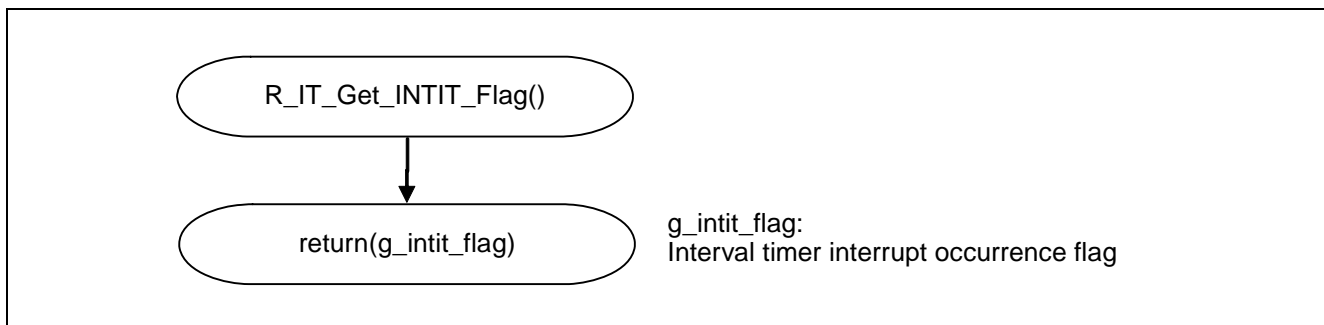 R_IT_Get_INTIT_Flag()
return(g_intit_flag)
g_intit_flag:
Interval timer interrupt occurrence flag